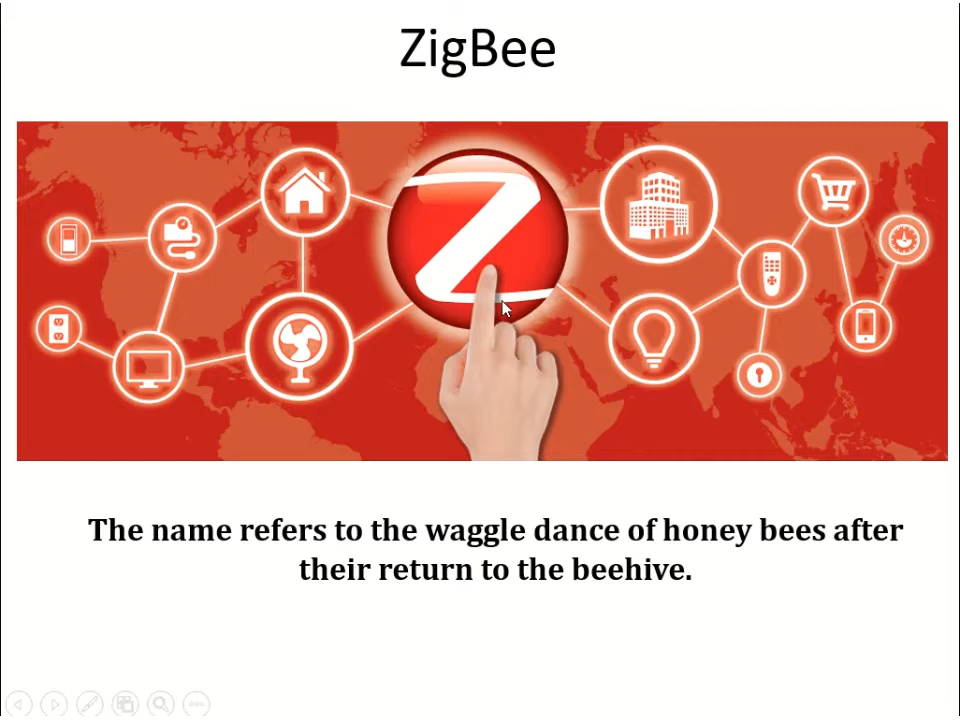 ZigBee
Z
The name refers to the waggle dance of honey bees after
their return to the beehive.